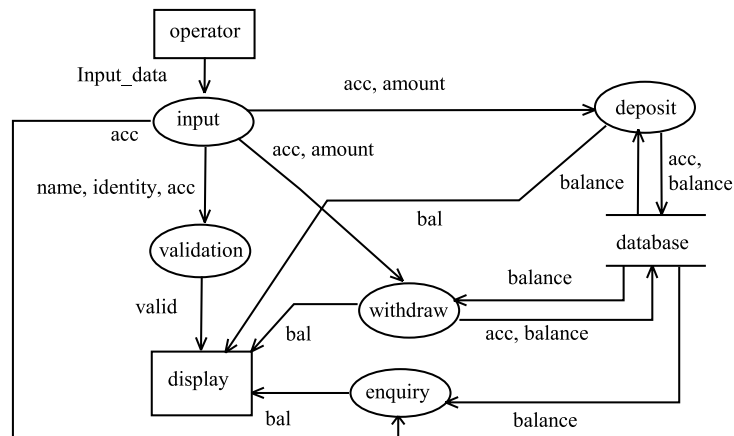 operator
Input_data
acc, amount
deposit
input
acc
acc, amount
acc,
balance
balance
name, identity, acc
bal
database
validation
balance
valid
withdraw
bal
acc, balance
display
enquiry
bal
balance